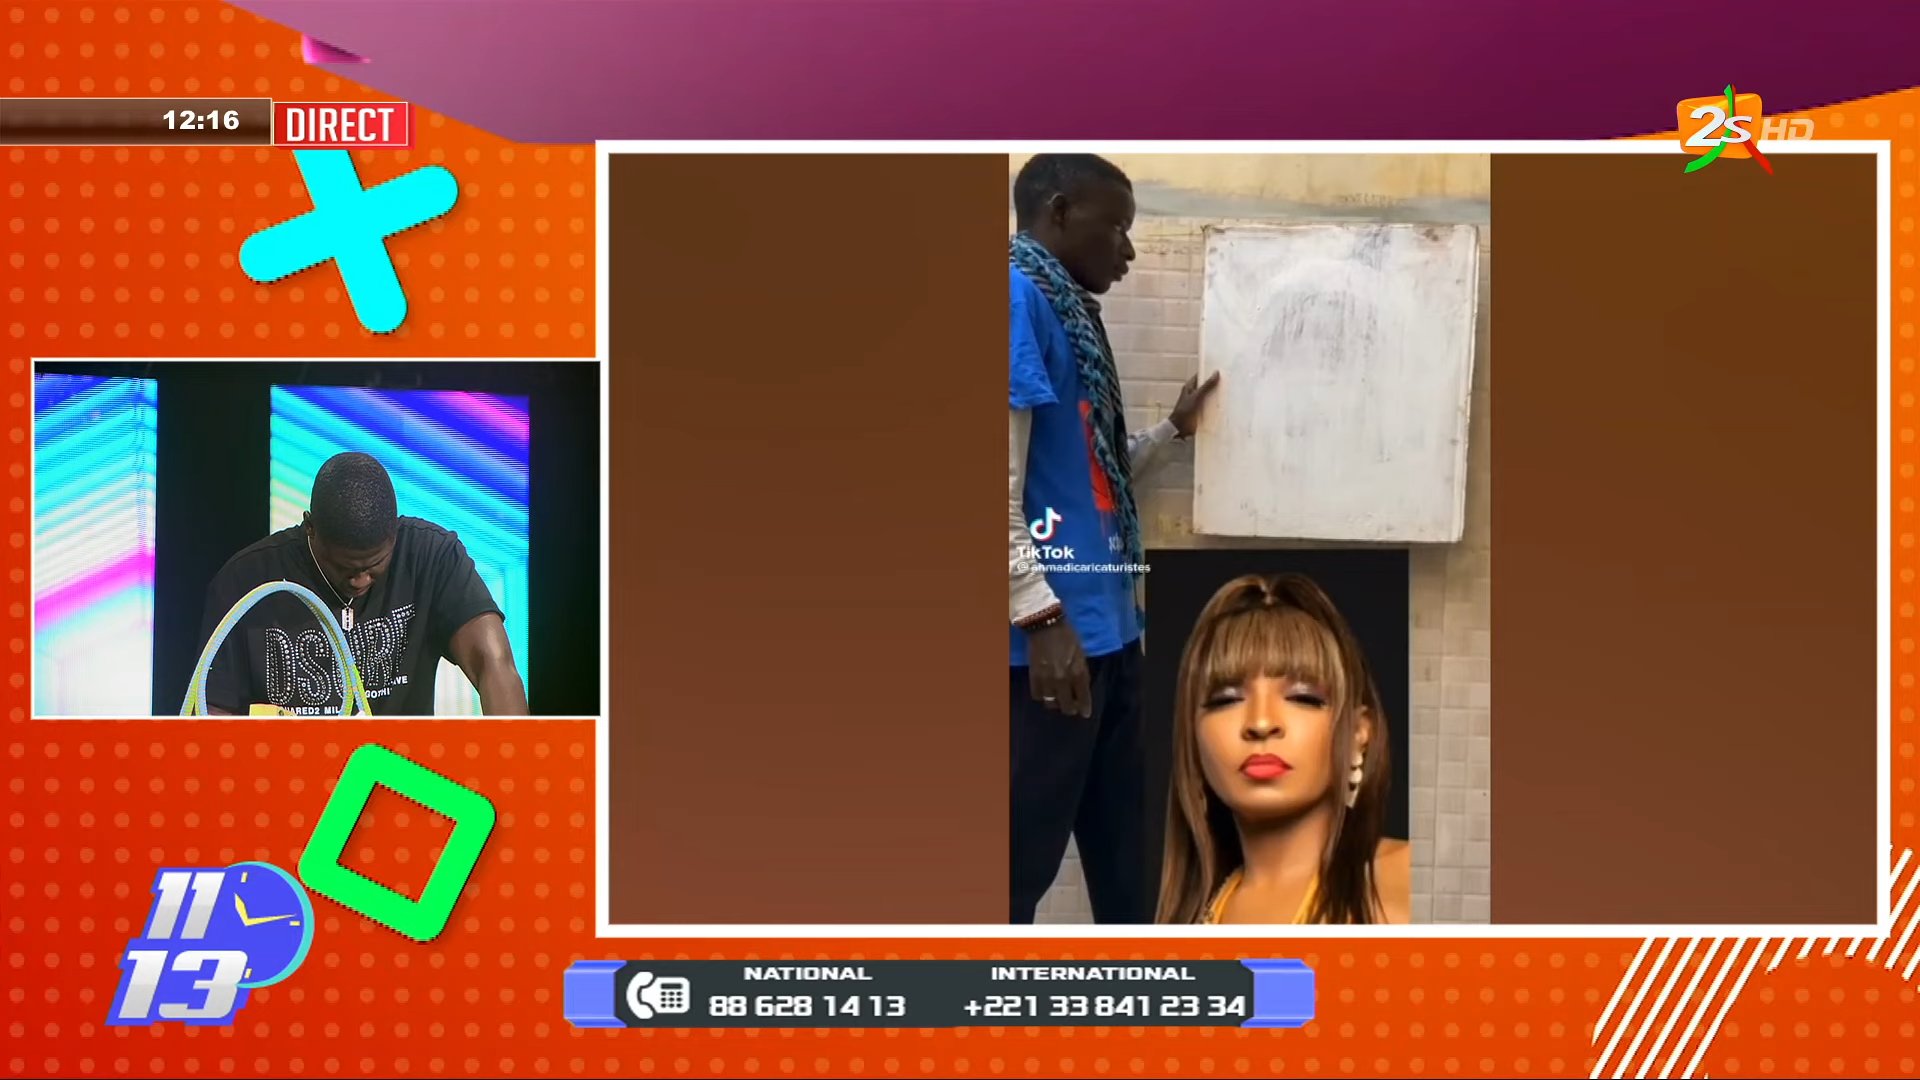 12:16
DIRECT
2S HD
TikTok
@ahmadicaricaturistes
11
13
NATIONAL
88 628 14 13
INTERNATIONAL
+221 33 841 23 34